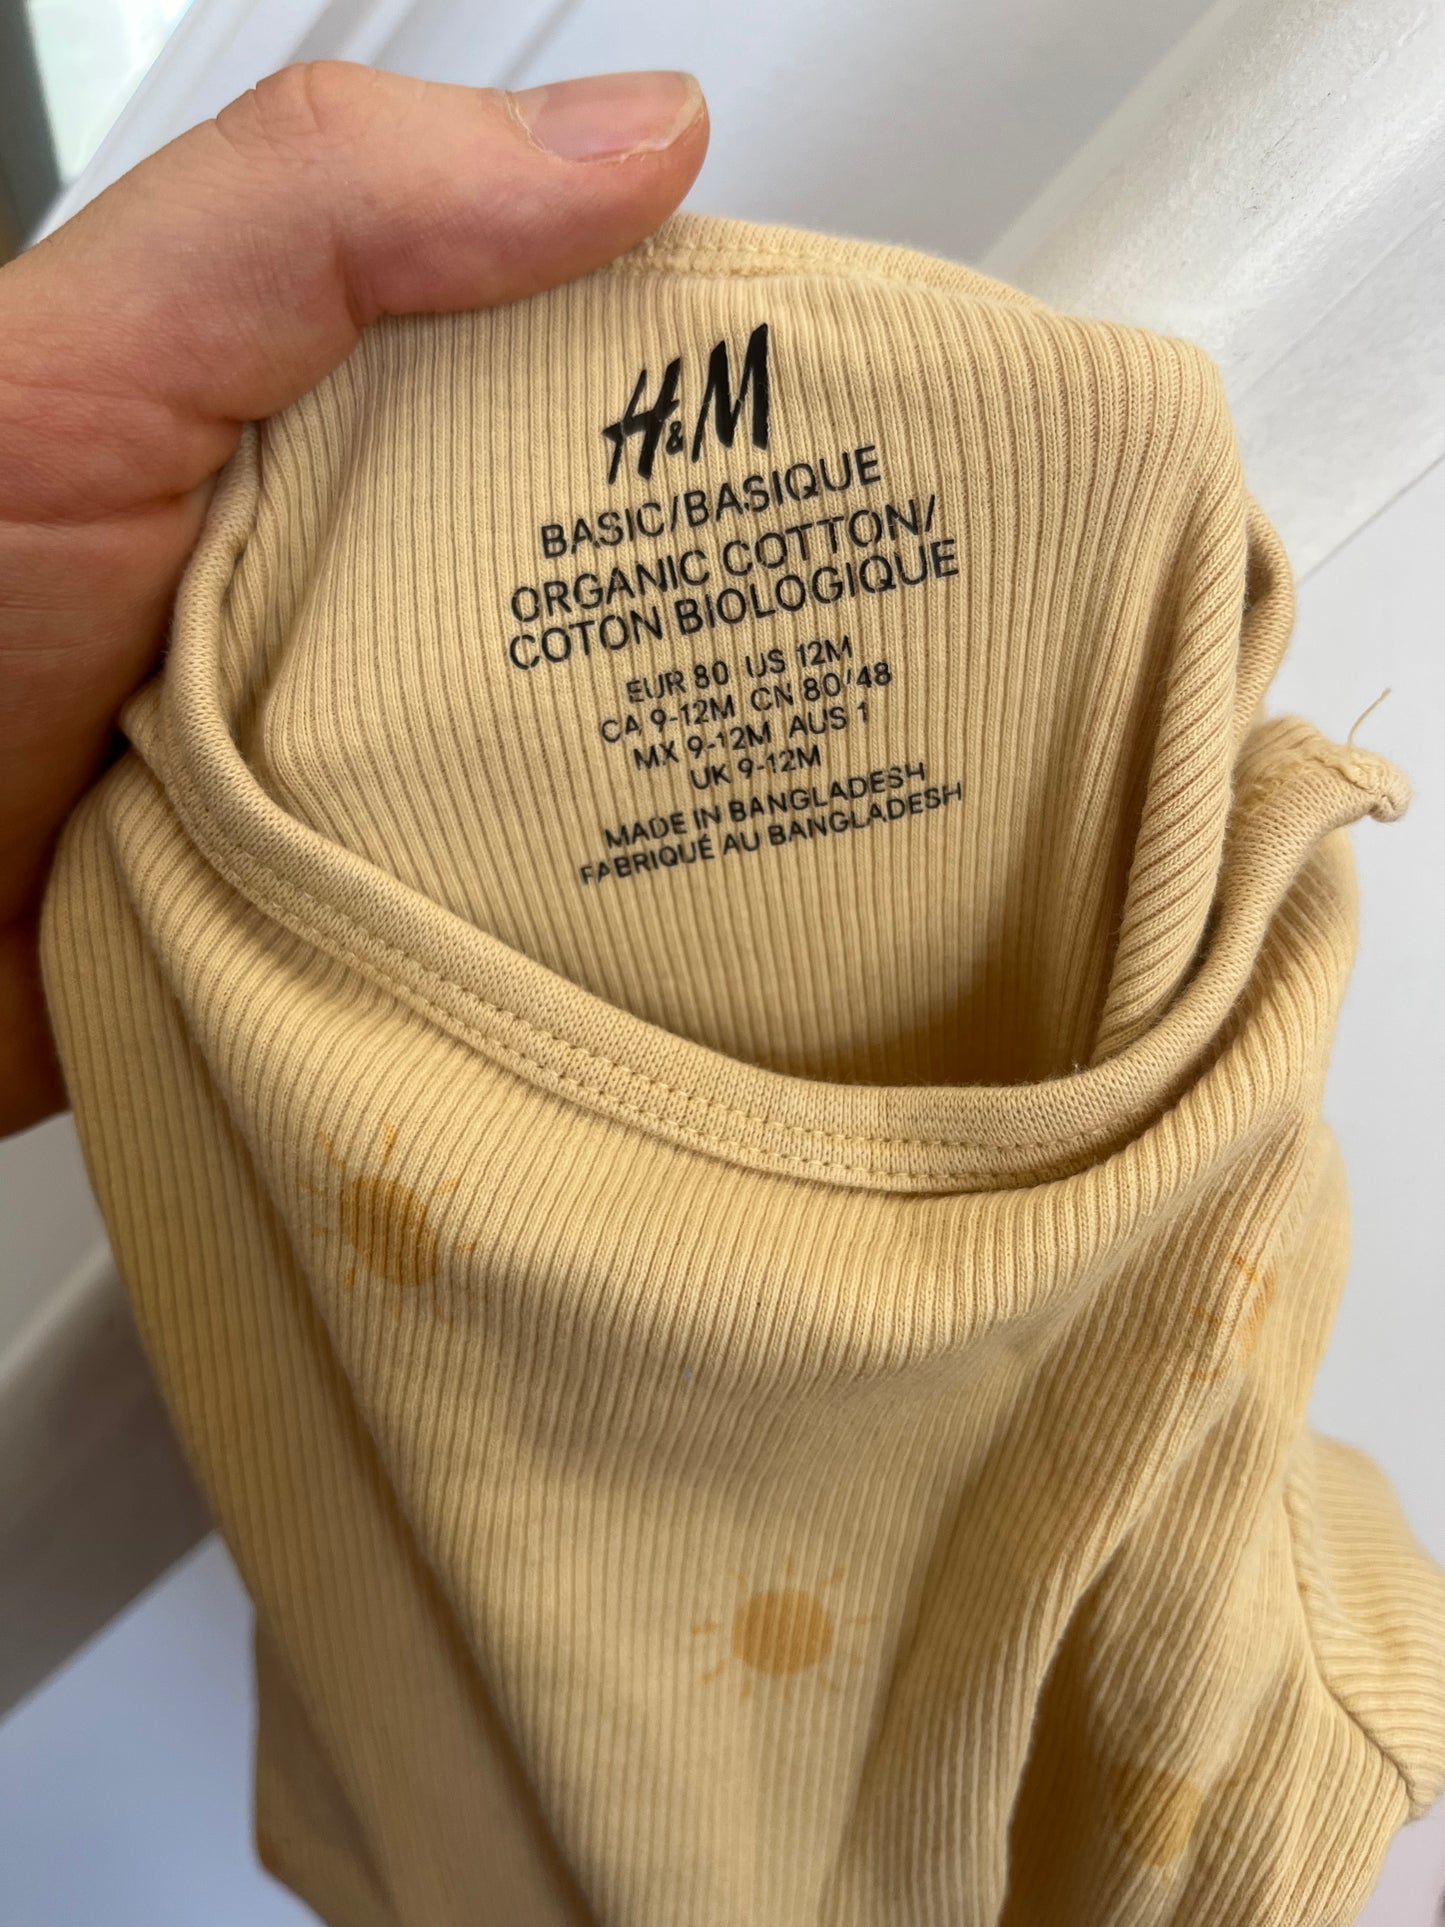 H&M
BASIC/BASIQUE
ORGANIC COTTON/
COTON BIOLOGIQUE
EUR 80 US 12M
CA 9-12M CN 80/48
MX 9-12M AUS 1
UK 9-12M
MADE IN BANGLADESH
FABRIQUÉ AU BANGLADESH